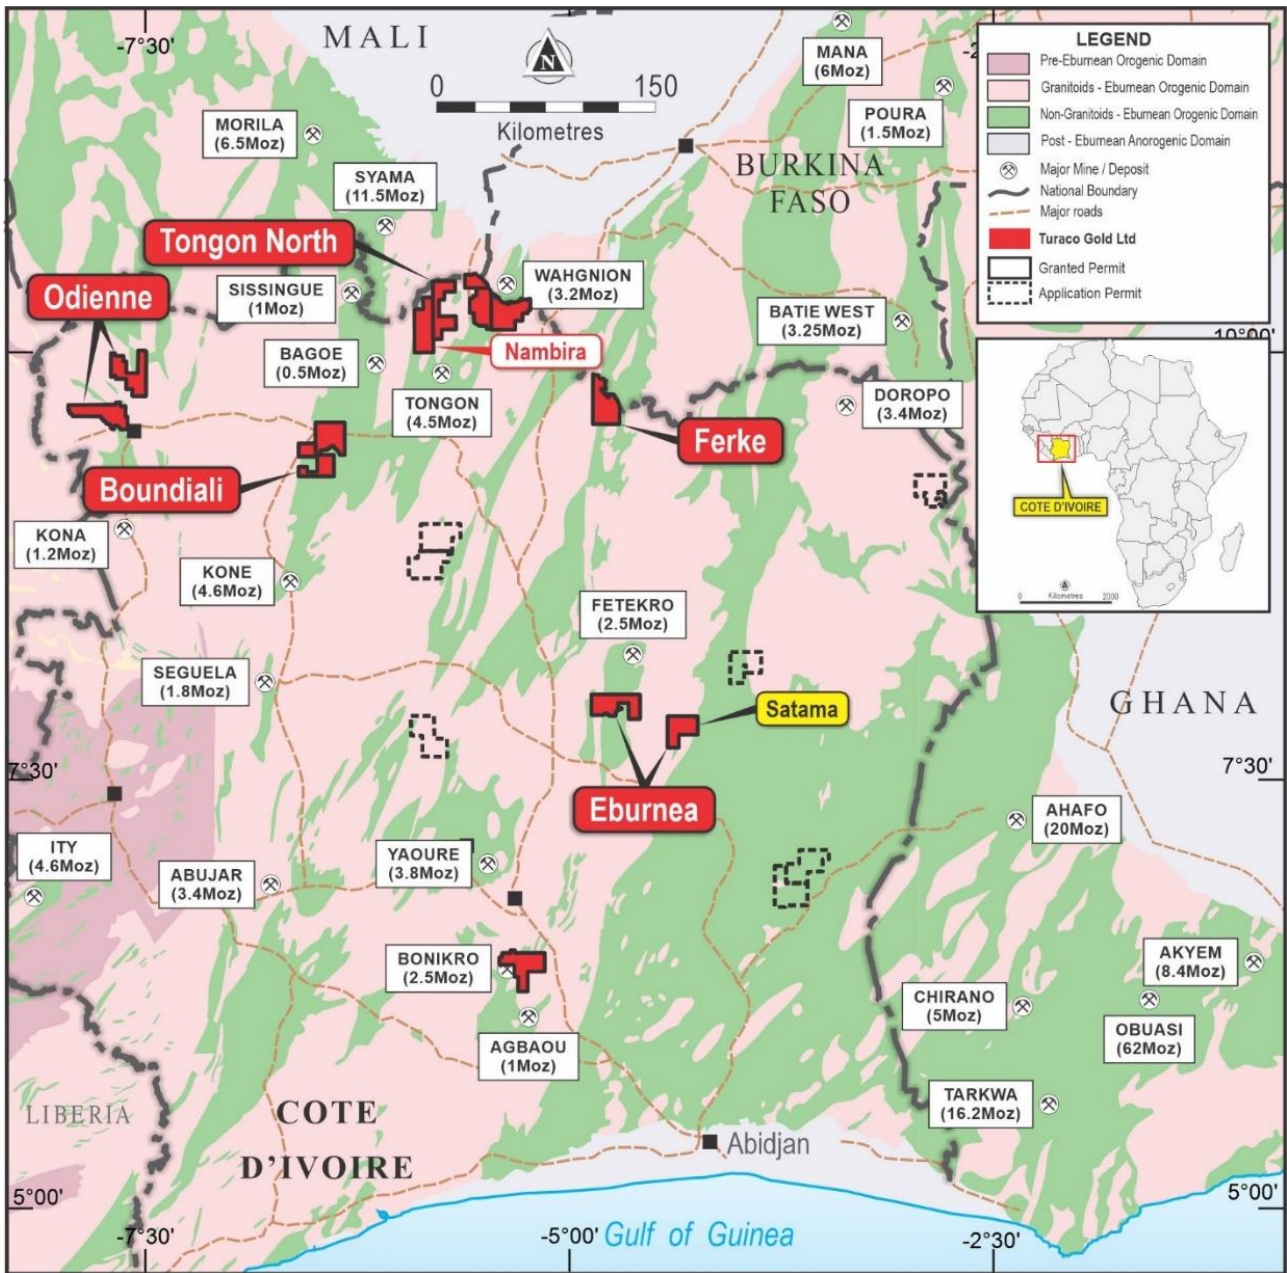 -7°30'
MALI
N
0 150
Kilometres
MANA
(6Moz)
POURA
(1.5Moz)
MORILA
(6.5Moz)
SYAMA
(11.5Moz)
BURKINA
FASO
LEGEND
Pre-Eburnean Orogenic Domain
Granitoids - Eburnean Orogenic Domain
Non-Granitoids - Eburnean Orogenic Domain
Post - Eburnean Anorogenic Domain
Major Mine / Deposit
National Boundary
Major roads
Turaco Gold Ltd
Granted Permit
Application Permit
Tongon North
Odienne
SISSINGUE
(1Moz)
WAHGNION
(3.2Moz)
BATIE WEST
(3.25Moz)
10°00'
Nambira
BAGOE
(0.5Moz)
TONGON
(4.5Moz)
DOROPO
(3.4Moz)
Ferke
Boundiali
COTE D'IVOIRE
N
Kilometres
0 2000
KONA
(1.2Moz)
KONE
(4.6Moz)
FETEKRO
(2.5Moz)
SEGUELA
(1.8Moz)
Satama
GHANA
7°30'
7°30'
Eburnea
AHAFO
(20Moz)
ITY
(4.6Moz)
ABUJAR
(3.4Moz)
YAOURE
(3.8Moz)
BONIKRO
(2.5Moz)
AKYEM
(8.4Moz)
CHIRANO
(5Moz)
OBUASI
(62Moz)
AGBAOU
(1Moz)
TARKWA
(16.2Moz)
LIBERIA
COTE
D'IVOIRE
Abidjan
5°00'
5°00'
-7°30'
-5°00'
Gulf of Guinea
-2°30'